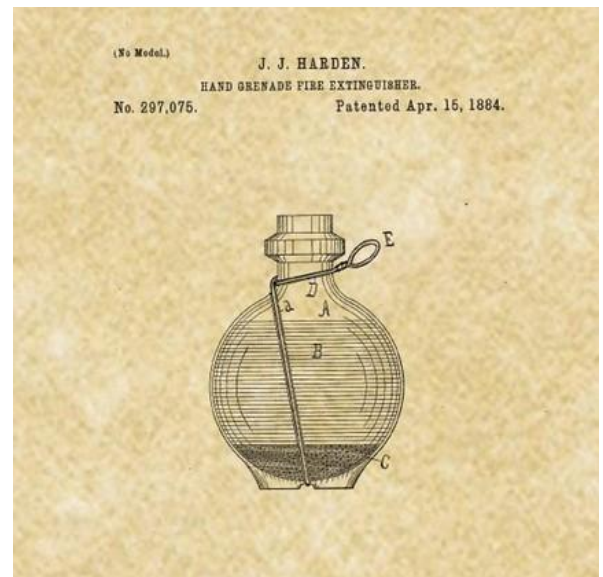 (No Model.)
J. J. HARDEN.
HAND GRENADE FIRE EXTINGUISHER.
No. 297,075.
Patented Apr. 15, 1884.
E
D
a
A
B
C